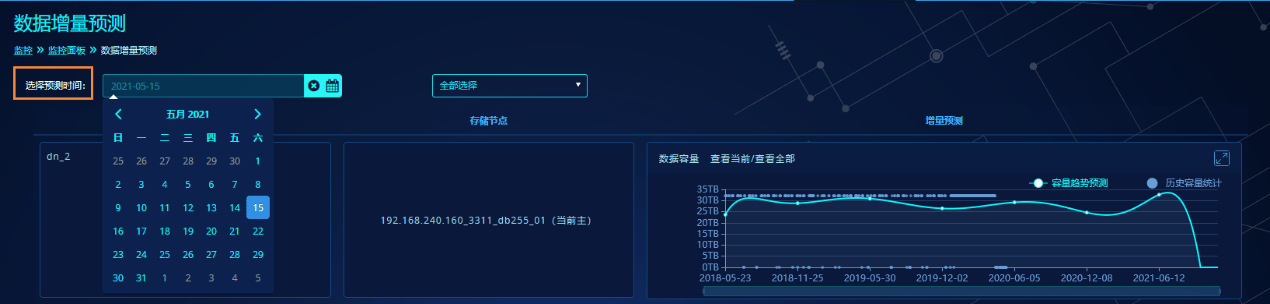 数据增量预测
监控 » 监控面板 » 数据增量预测
选择预测时间: 2021-05-15 全部选择
五月 2021
日 一 二 三 四 五 六
25 26 27 28 29 30 1
2 3 4 5 6 7 8
9 10 11 12 13 14 15
16 17 18 19 20 21 22
23 24 25 26 27 28 29
30 31 1 2 3 4 5
存储节点 增量预测
dn_2
192.168.240.160_3311_db255_01 (当前主)
数据容量 查看当前/查看全部
容量趋势预测 历史容量统计
35TB
30TB
25TB
20TB
15TB
10TB
5TB
0TB
2018-05-23 2018-11-25 2019-05-30 2019-12-02 2020-06-05 2020-12-08 2021-06-12